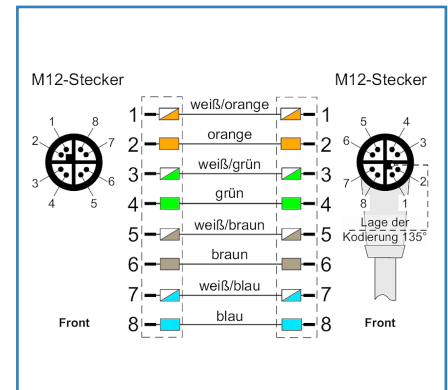 M12-Stecker
M12-Stecker
1 8
2 7
3 6
4 5
5 4
6 3
7 2
8 1
1 weiß/orange 1
2 orange 2
3 weiß/grün 3
4 grün 4
5 weiß/braun 5
6 braun 6
7 weiß/blau 7
8 blau 8
Lage der
Kodierung 135°
Front
Front